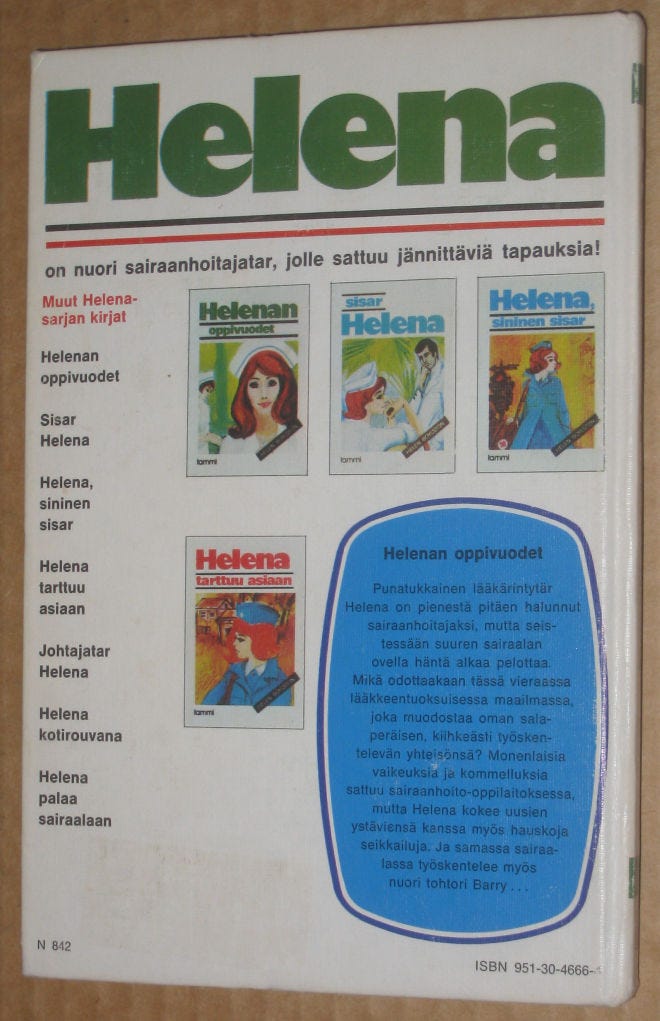 Helena
on nuori sairaanhoitajatar, jolle sattuu jännittäviä tapauksia!
Muut Helena-
sarjan kirjat
Helenan
oppivuodet
Sisar
Helena
Helena,
sininen
sisar
Helena
tarttuu
asiaan
Johtajatar
Helena
Helena
kotirouvana
Helena
palaa
sairaalaan
Helenan
oppivuodet
tammi
sisar
Helena
tammi
Helena,
sininen sisar
tammi
Helena
tarttuu asiaan
tammi
Helenan oppivuodet
Punatukkainen lääkärintytär
Helena on pienestä pitäen halunnut
sairaanhoitajaksi, mutta seis-
tessään suuren sairaalan
ovella häntä alkaa pelottaa.
Mikä odottaakaan tässä vieraassa
lääkkeentuoksuisessa maailmassa,
joka muodostaa oman sala-
peräisen, kiihkeästi työsken-
televän yhteisönsä? Monenlaisia
vaikeuksia ja kommelluksia
sattuu sairaanhoito-oppilaitoksessa,
mutta Helena kokee uusien
ystäviensä kanssa myös hauskoja
seikkailuja. Ja samassa sairaa-
lassa työskentelee myös
nuori tohtori Barry . . .
N 842
ISBN 951-30-4666-